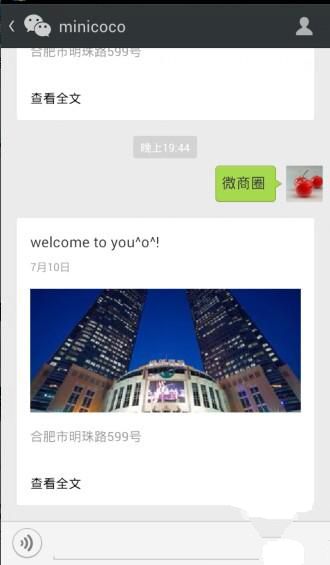 minicoco
合肥市明珠路599号
查看全文
晚上19:44
微商圈
welcome to you^o^!
7月10日
合肥市明珠路599号
查看全文